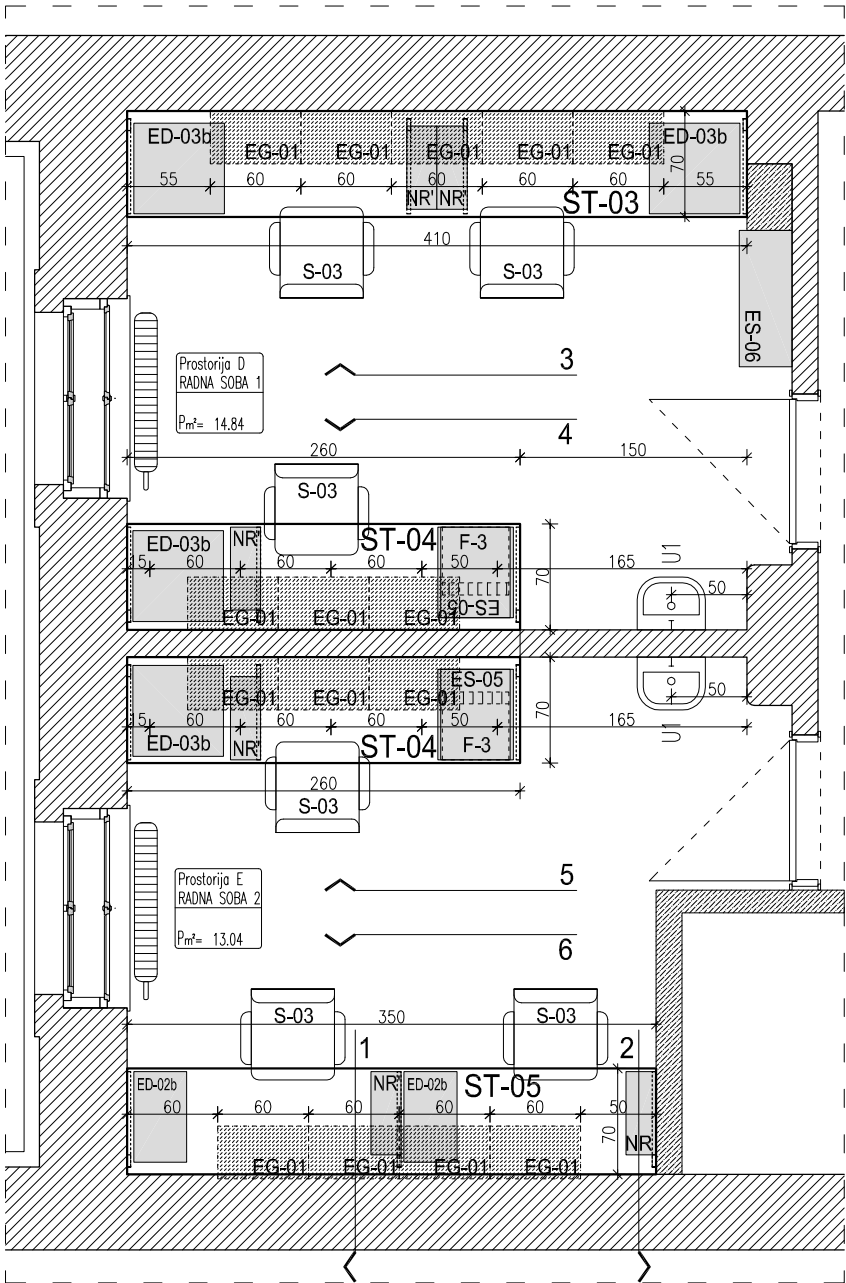 ED-03b
ED-03b
EG-01 EG-01 EG-01 EG-01 EG-01
70
55 60 60 60 60 60 55
NR' NR'
ST-03
410
S-03 S-03
ES-06
Prostorija D
RADNA SOBA 1
Pm²= 14.84
3
4
260 150
S-03
ED-03b NR' ST-04 F-3
U1
15 60 60 60 50 70 165 50
EG-01 EG-01 EG-01 ES-05
EG-01 EG-01 EG-01 ES-05
15 60 60 60 50 70 165 50
ED-03b NR' ST-04 F-3
U1
260
S-03
Prostorija E
RADNA SOBA 2
Pm²= 13.04
5
6
S-03 350 S-03
1 2
ED-02b NR' ED-02b ST-05
60 60 60 60 60 50
70
NR
EG-01 EG-01 EG-01 EG-01